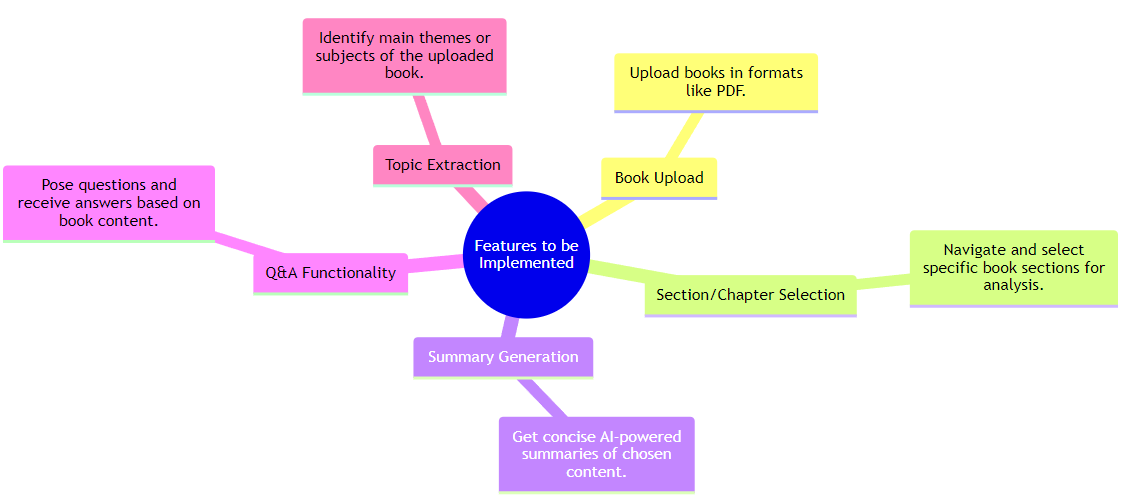 Identify main themes or
subjects of the uploaded
book.
Upload books in formats
like PDF.
Topic Extraction
Book Upload
Pose questions and
receive answers based on
book content.
Features to be
Implemented
Navigate and select
specific book sections for
analysis.
Q&A Functionality
Section/Chapter Selection
Summary Generation
Get concise AI-powered
summaries of chosen
content.